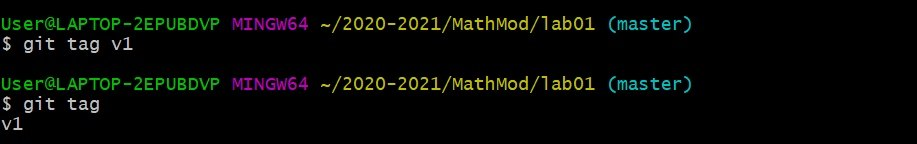 User@LAPTOP-2EPUBDVP MINGW64 ~/2020-2021/MathMod/lab01 (master)
$ git tag v1
User@LAPTOP-2EPUBDVP MINGW64 ~/2020-2021/MathMod/lab01 (master)
$ git tag
v1